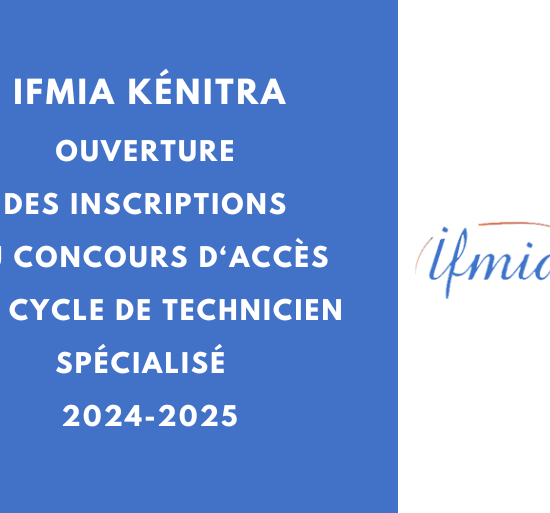 IFMIA KÉNITRA
OUVERTURE
DES INSCRIPTIONS
CONCOURS D‘ACCÈS
CYCLE DE TECHNICIEN
SPÉCIALISÉ
2024-2025
ifmia